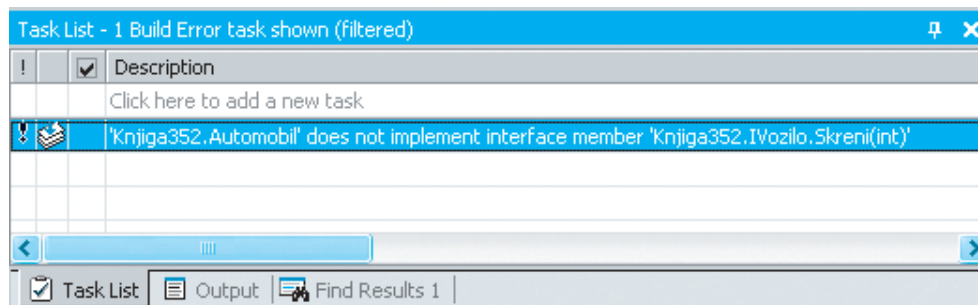 Task List - 1 Build Error task shown (filtered)
! Description
Click here to add a new task
! 'Knjiga352.Automobil' does not implement interface member 'Knjiga352.IVozilo.Skreni(int)'
Task List Output Find Results 1